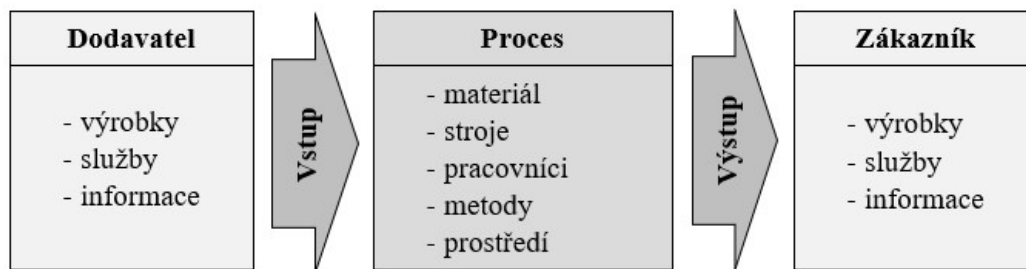 Dodavatel
- výrobky
- služby
- informace
Vstup
Proces
- materiál
- stroje
- pracovníci
- metody
- prostředí
Výstup
Zákazník
- výrobky
- služby
- informace